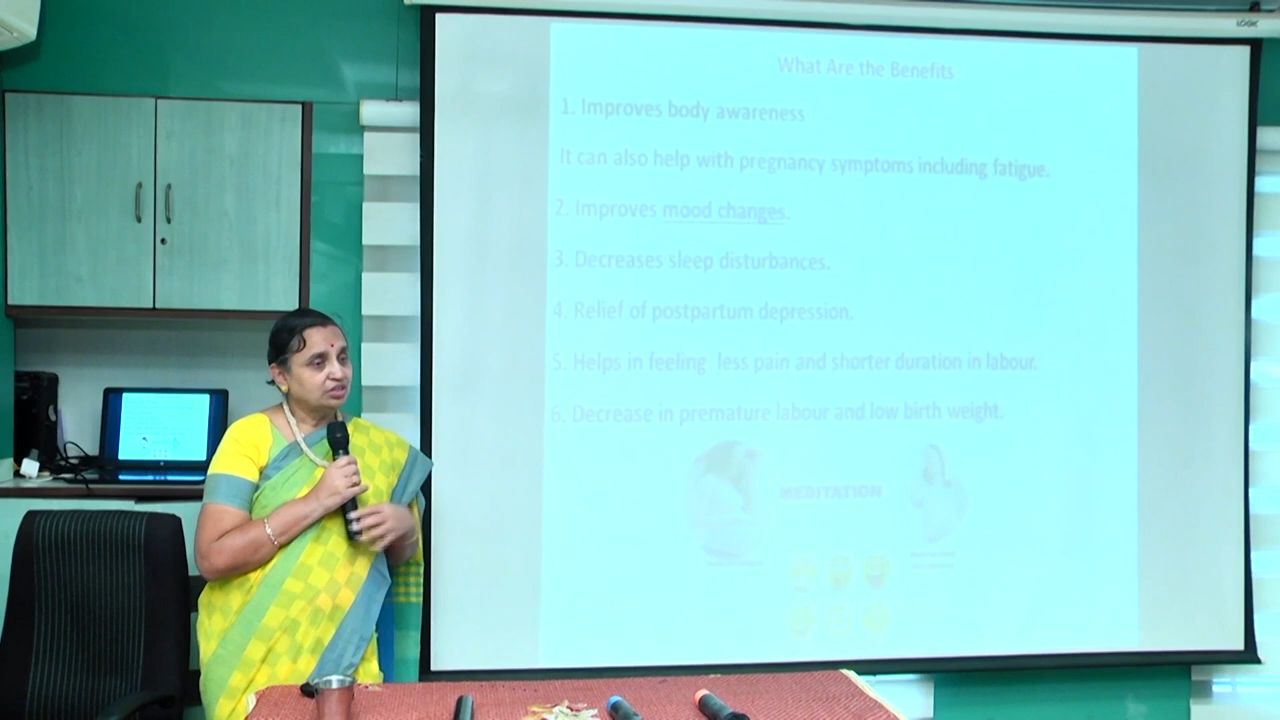 LOGIK
What Are the Benefits
1. Improves body awareness
It can also help with pregnancy symptoms including fatigue.
2. Improves mood changes.
3. Decreases sleep disturbances.
4. Relief of postpartum depression.
5. Helps in feeling less pain and shorter duration in labour.
6. Decrease in premature labour and low birth weight.
MEDITATION